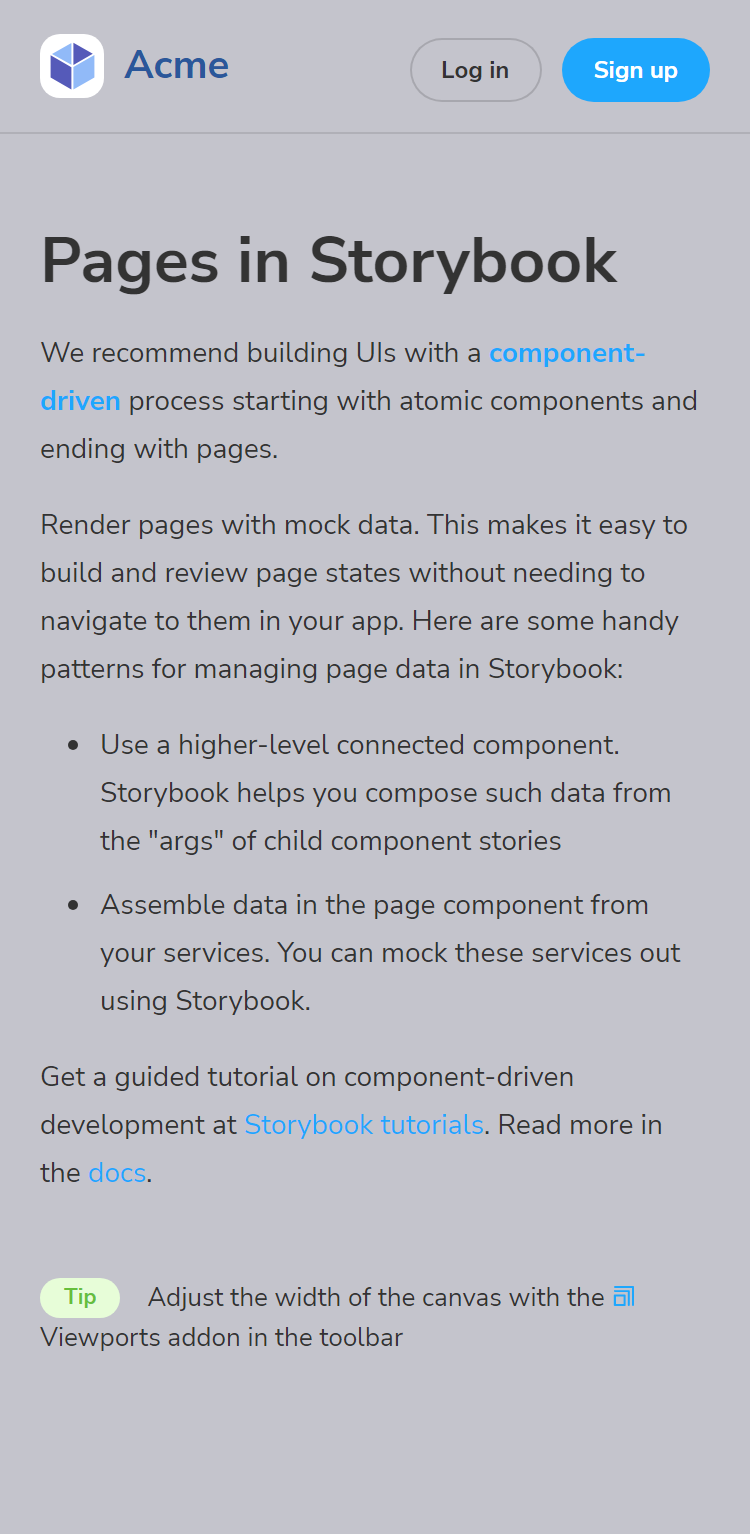 Acme
Log in
Sign up
Pages in Storybook
We recommend building UIs with a component-
driven process starting with atomic components and
ending with pages.
Render pages with mock data. This makes it easy to
build and review page states without needing to
navigate to them in your app. Here are some handy
patterns for managing page data in Storybook:
Use a higher-level connected component.
Storybook helps you compose such data from
the "args" of child component stories
Assemble data in the page component from
your services. You can mock these services out
using Storybook.
Get a guided tutorial on component-driven
development at Storybook tutorials. Read more in
the docs.
Tip Adjust the width of the canvas with the
Viewports addon in the toolbar